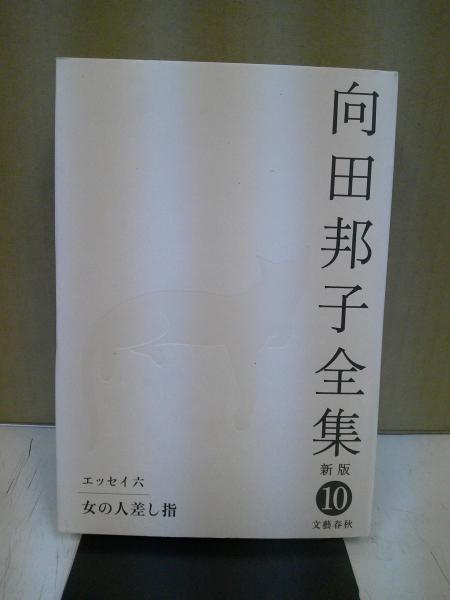 向田邦子全集
新版
10
文藝春秋
エッセイ六
女の人差し指